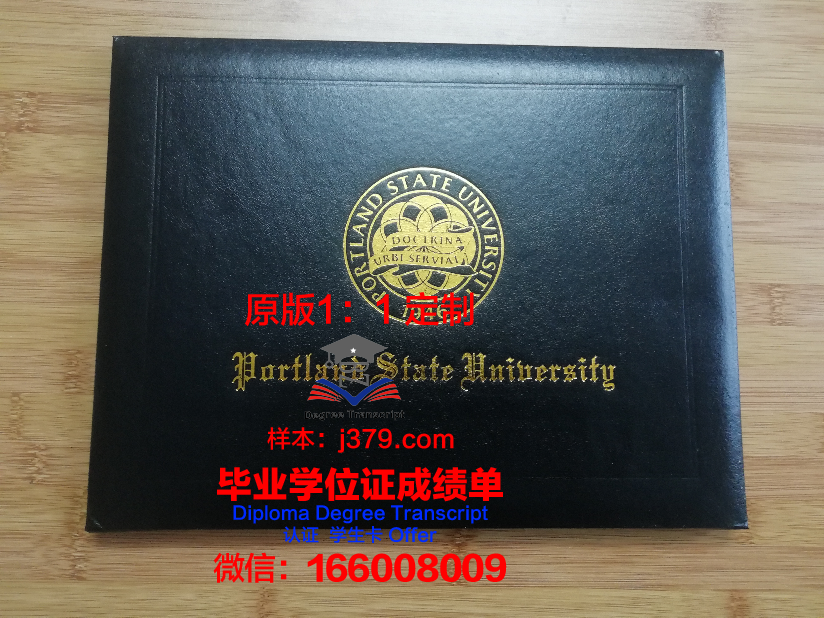 PORTLAND STATE UNIVERSITY
DOCTRINA
URBI SERVIAT
1946
原版1：1定制
Portland State University
Degree Transcript
样本：j379.com
毕业学位证成绩单
Diploma Degree Transcript
认证 学生卡 Offer
微信：166008009